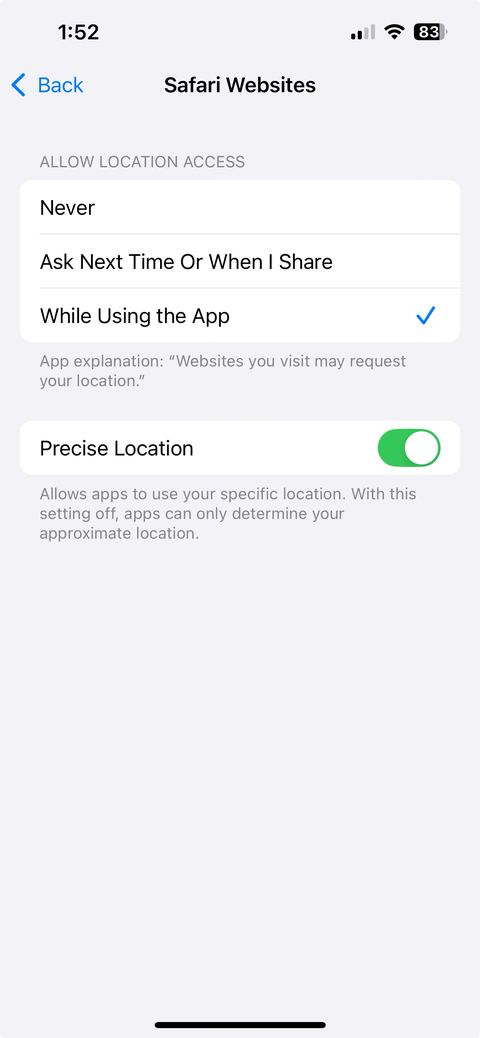 1:52
83
Back
Safari Websites
ALLOW LOCATION ACCESS
Never
Ask Next Time Or When I Share
While Using the App
App explanation: “Websites you visit may request
your location.”
Precise Location
Allows apps to use your specific location. With this
setting off, apps can only determine your
approximate location.